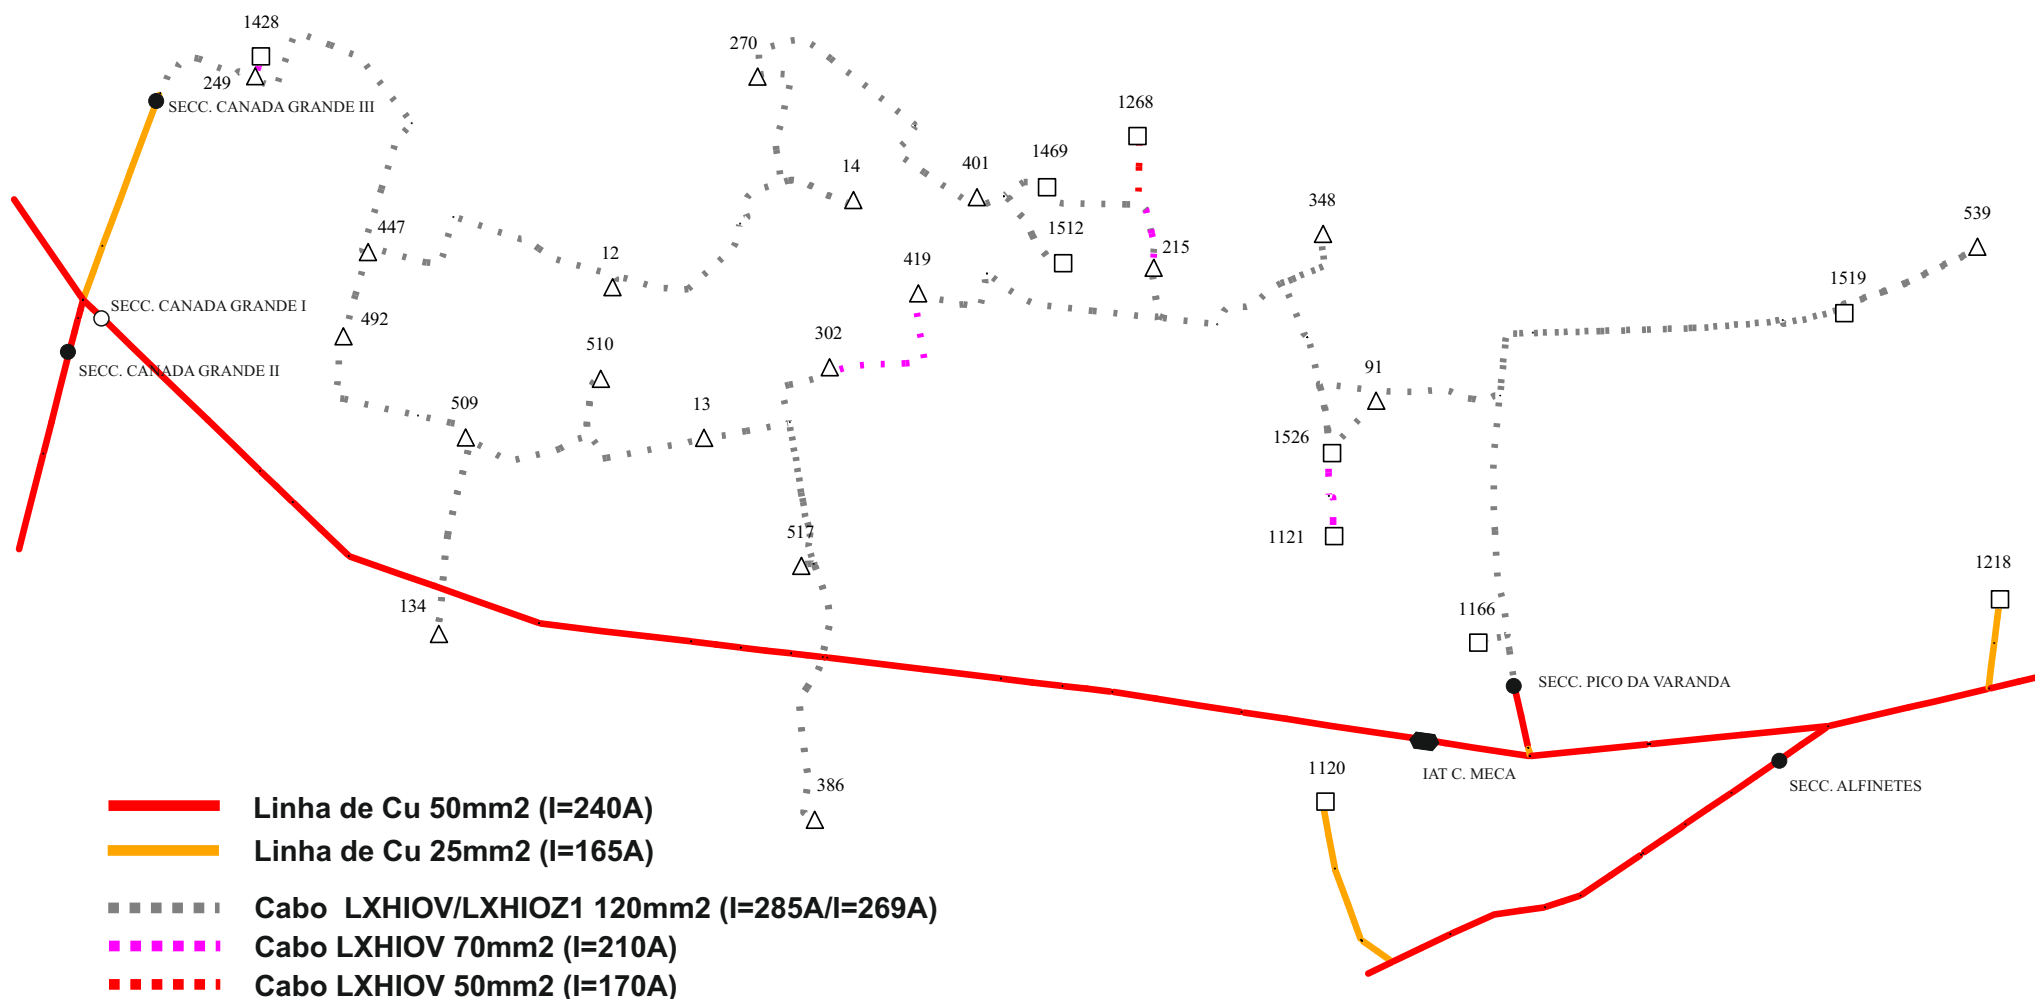 1428
270
249
SECC. CANADA GRANDE III
1268
14
401
1469
348
539
447
12
1512
419
215
1519
SECC. CANADA GRANDE I
492
302
510
SECC. CANADA GRANDE II
91
509
13
1526
517
1121
1218
134
1166
SECC. PICO DA VARANDA
1120
IAT C. MECA
386
SECC. ALFINETES
Linha de Cu 50mm2 (I=240A)
Linha de Cu 25mm2 (I=165A)
Cabo LXHIOV/LXHIOZ1 120mm2 (I=285A/I=269A)
Cabo LXHIOV 70mm2 (I=210A)
Cabo LXHIOV 50mm2 (I=170A)